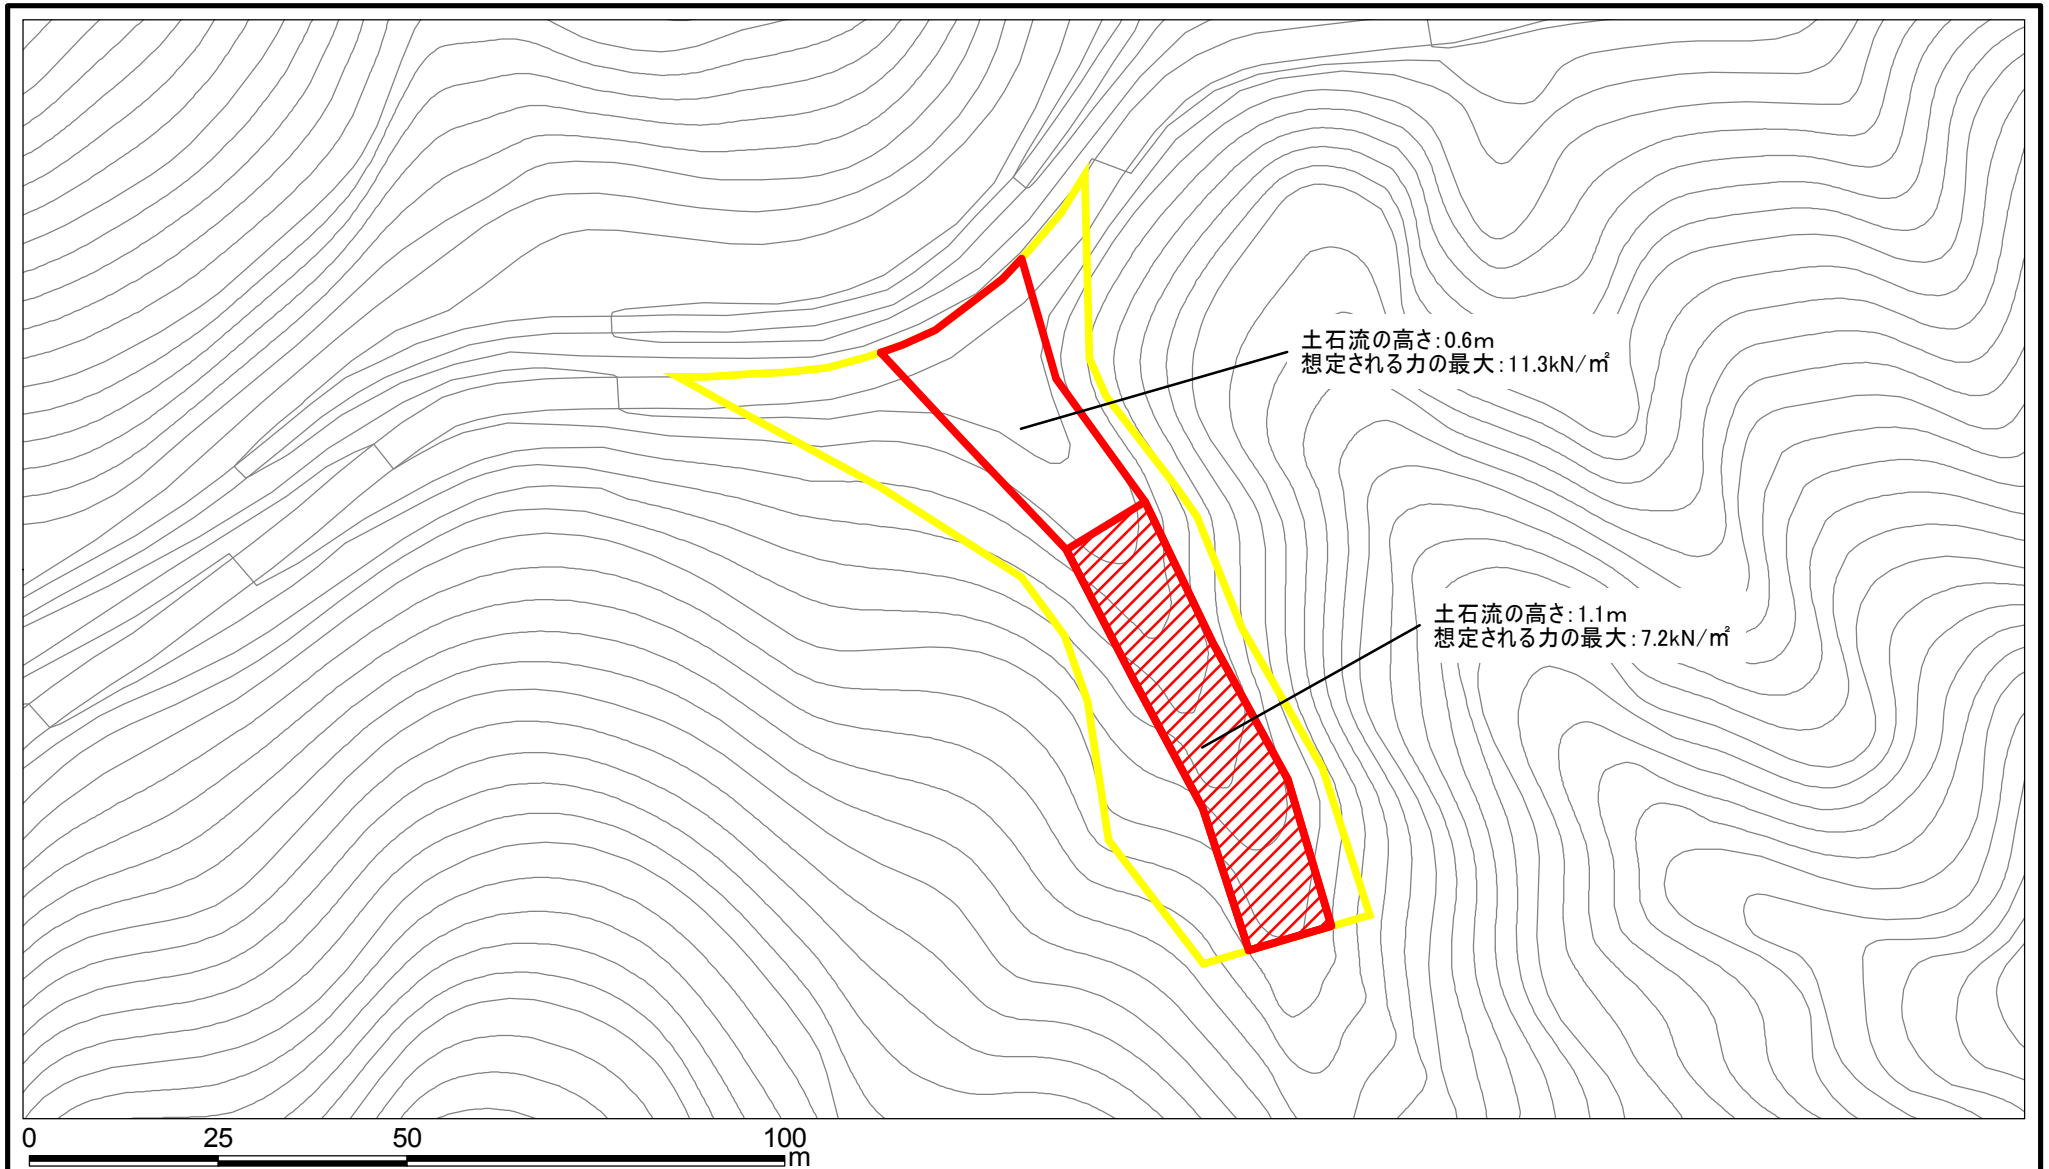 土石流の高さ:0.6m
想定される力の最大:11.3kN/㎡
土石流の高さ:1.1m
想定される力の最大:7.2kN/㎡
0 25 50 100
m